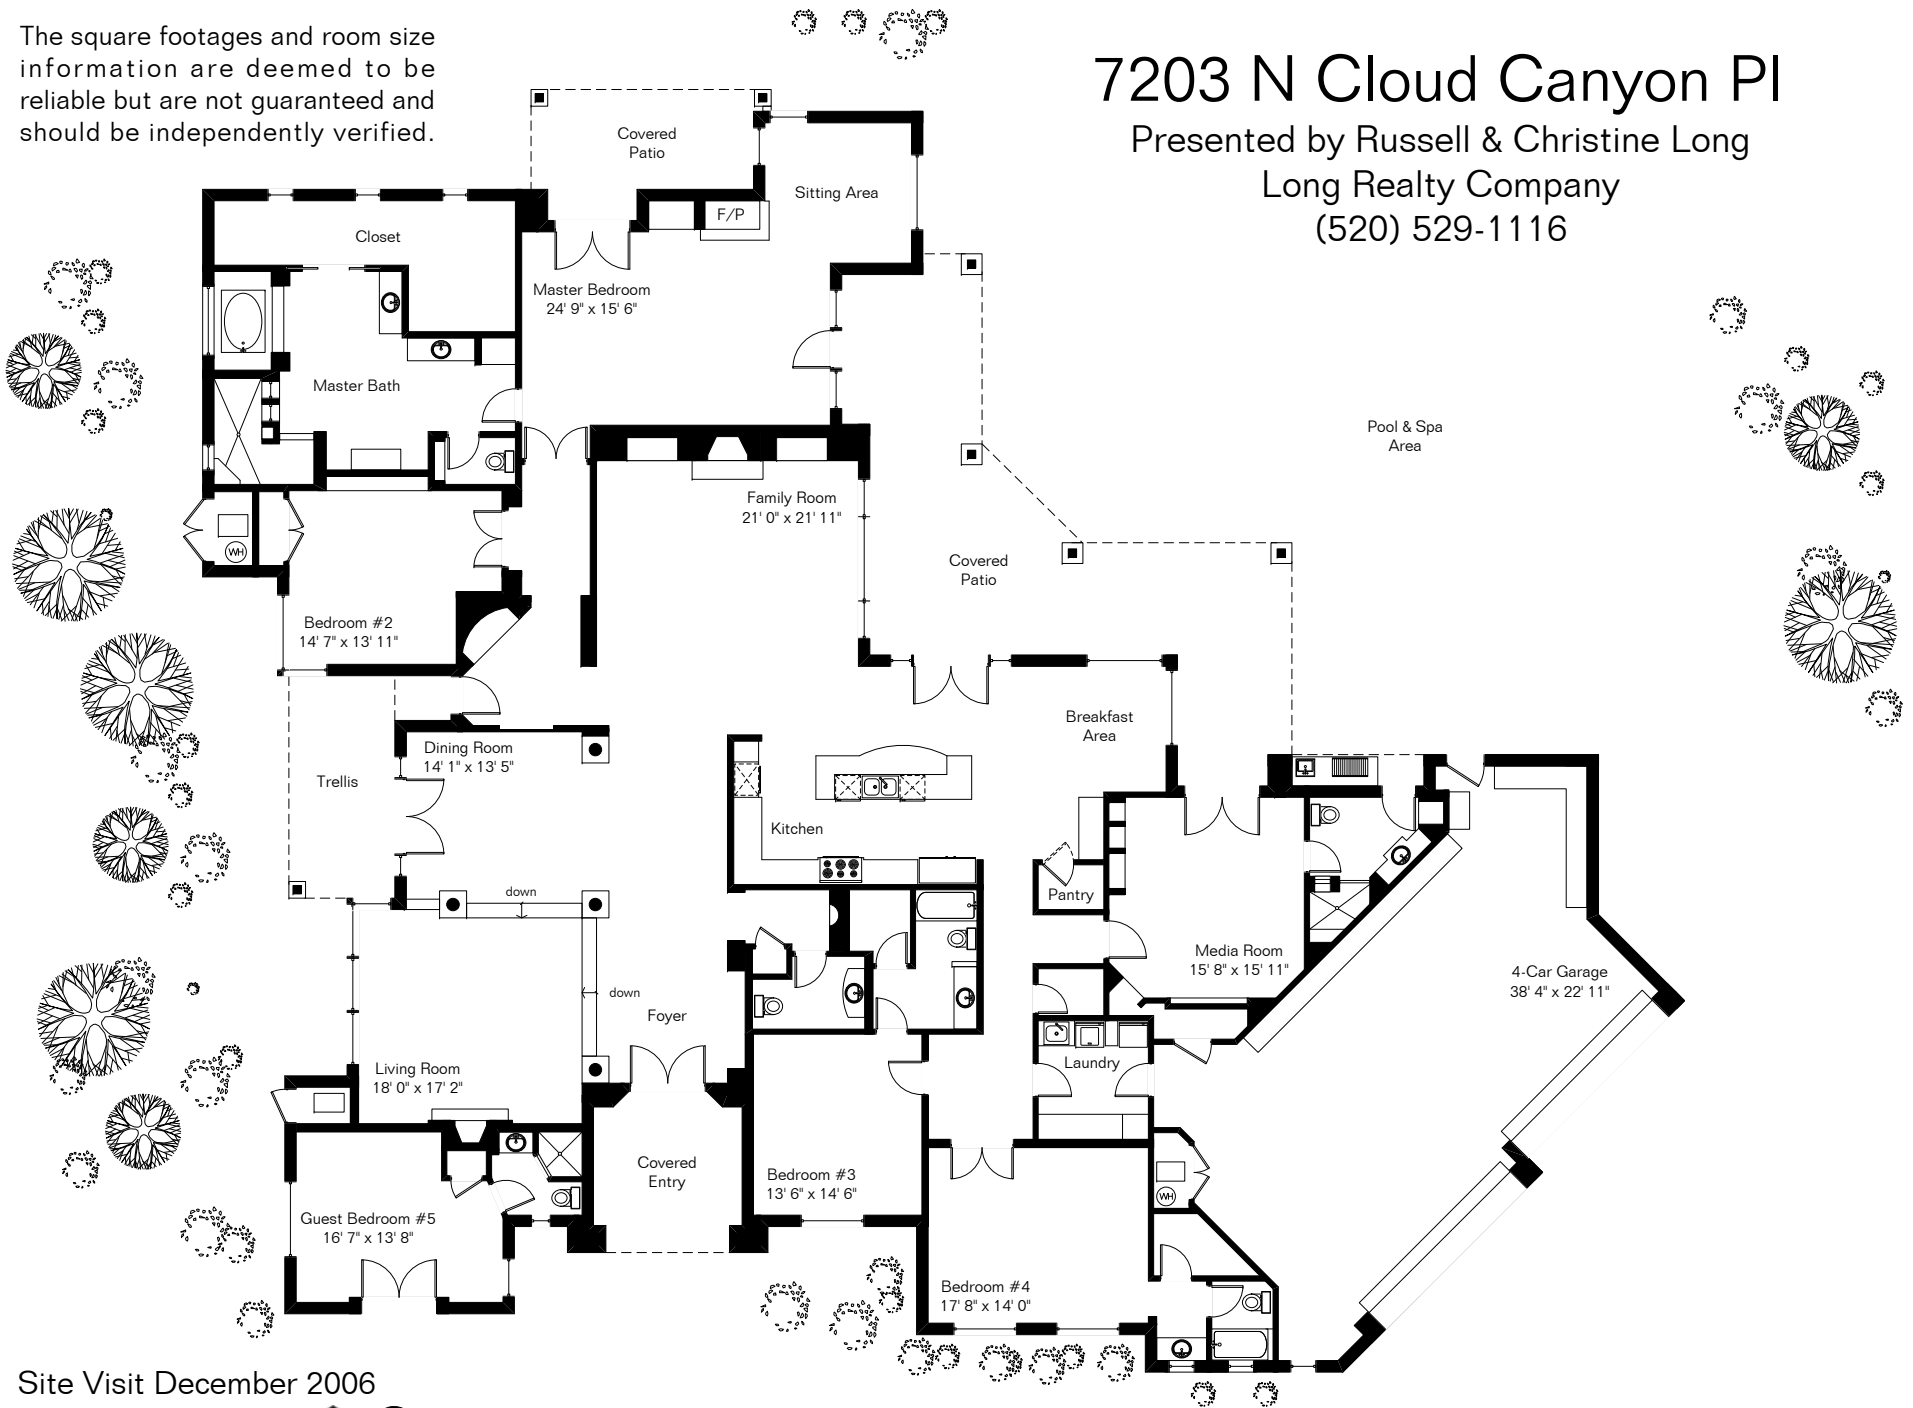 The square footages and room size
information are deemed to be
reliable but are not guaranteed and
should be independently verified.
7203 N Cloud Canyon Pl
Presented by Russell & Christine Long
Long Realty Company
(520) 529-1116
Covered
Patio
Sitting Area
F/P
Closet
Master Bedroom
24' 9" x 15' 6"
Master Bath
Pool & Spa
Area
Family Room
21' 0" x 21' 11"
WH
Covered
Patio
Bedroom #2
14' 7" x 13' 11"
Breakfast
Area
Dining Room
14' 1" x 13' 5"
Trellis
Kitchen
down
Pantry
Media Room
15' 8" x 15' 11"
4-Car Garage
38' 4" x 22' 11"
down
Foyer
Living Room
18' 0" x 17' 2"
Laundry
Covered
Entry
Bedroom #3
13' 6" x 14' 6"
WH
Guest Bedroom #5
16' 7" x 13' 8"
Bedroom #4
17' 8" x 14' 0"
Site Visit December 2006